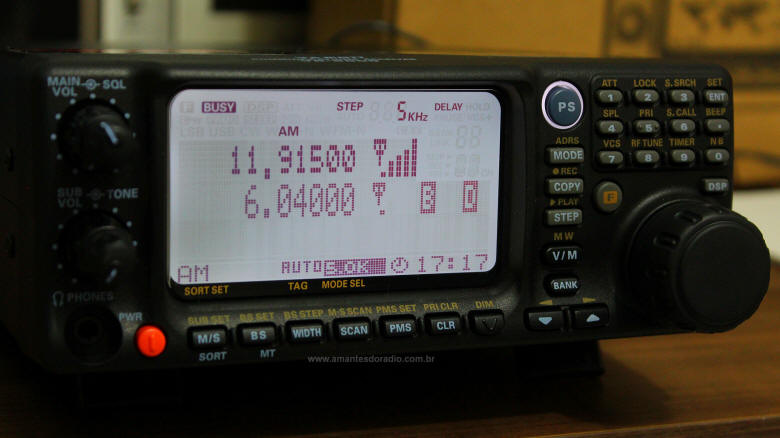 MAIN VOL SQL
SUB VOL TONE
PHONES
PWR
BUSY
STEP 5 KHz DELAY HOLD
AM
11,91500
6.04000
AM AUTO 17:17
SORT SET TAG MODE SEL
SUB SET BS SET BS STEP M-S SCAN PMS SET PRI CLR DIM
M/S BS WIDTH SCAN PMS CLR
SORT MT
PS
ATT LOCK S.SRCH SET
1 2 3 ENT
SPL PRI S.CALL BEEP
4 5 6
VCS RF TUNE TIMER NB
7 8 9 0
ADRS
MODE
REC
COPY
F
DSP
PLAY
STEP
MW
V/M
BANK
www.amantesdoradio.com.br